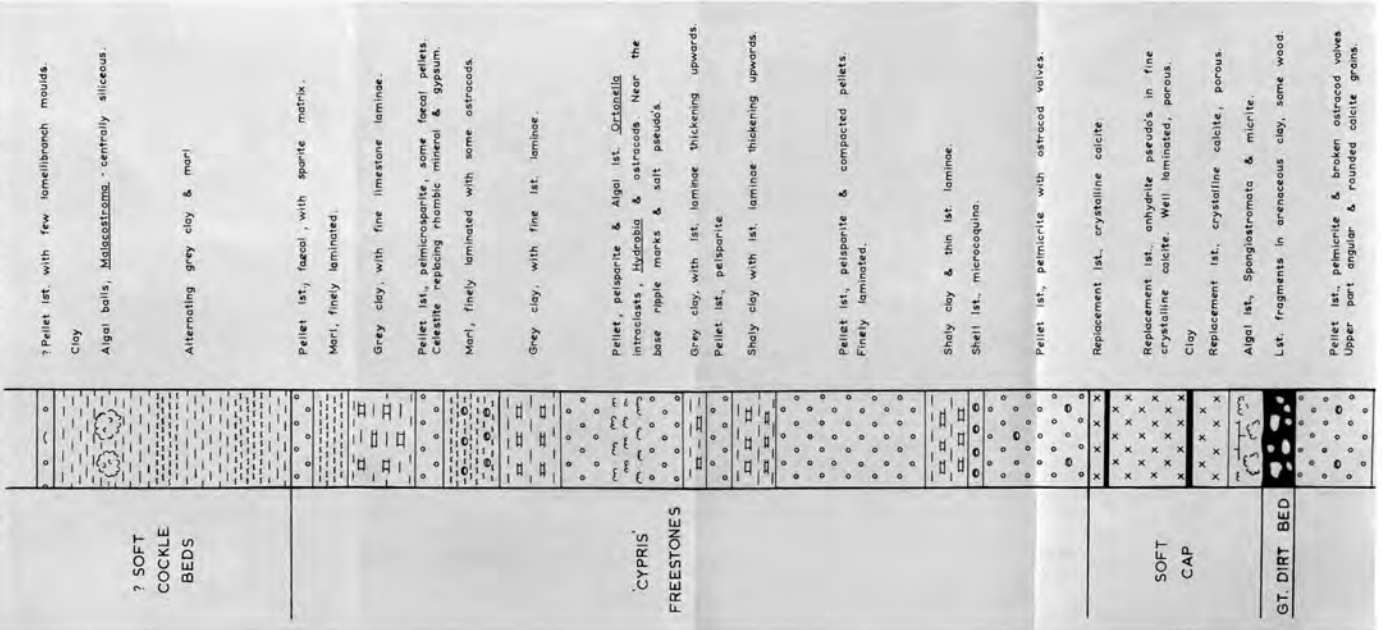 ?Pellet lst. with few lamellibranch moulds.
Clay
Algal balls, Malacostroma - centrally siliceous.
Alternating grey clay & marl
Pellet lst., faecal, with sparite matrix.
Marl, finely laminated.
Grey clay, with fine limestone laminae.
Pellet lst., pelmicrosparite, some faecal pellets.
Celestite replacing rhombic mineral & gypsum.
Marl, finely laminated with some ostracods.
Grey clay, with fine lst. laminae.
Pellet, pelsparite & Algal lst. Ortonella
intraclasts, Hydrobia & ostracods. Near the
base ripple marks & salt pseudo's.
Grey clay, with lst. laminae thickening upwards.
Pellet lst., pelsparite.
Shaly clay with lst. laminae thickening upwards.
Pellet lst., pelsparite & compacted pellets.
Finely laminated.
Shaly clay & thin lst. laminae.
Shell lst., microcoquina.
Pellet lst., pelmicrite with ostracod valves.
Replacement lst., crystalline calcite
Replacement lst., anhydrite pseudo's in fine
crystalline calcite. Well laminated, porous.
Clay
Replacement lst., crystalline calcite, porous.
Algal lst., Spongiostromata & micrite.
Lst. fragments in arenaceous clay, some wood.
Pellet lst., pelmicrite & broken ostracod valves.
Upper part angular & rounded calcite grains.
? SOFT
COCKLE
BEDS
'CYPRIS'
FREESTONES
SOFT
CAP
GT. DIRT BED